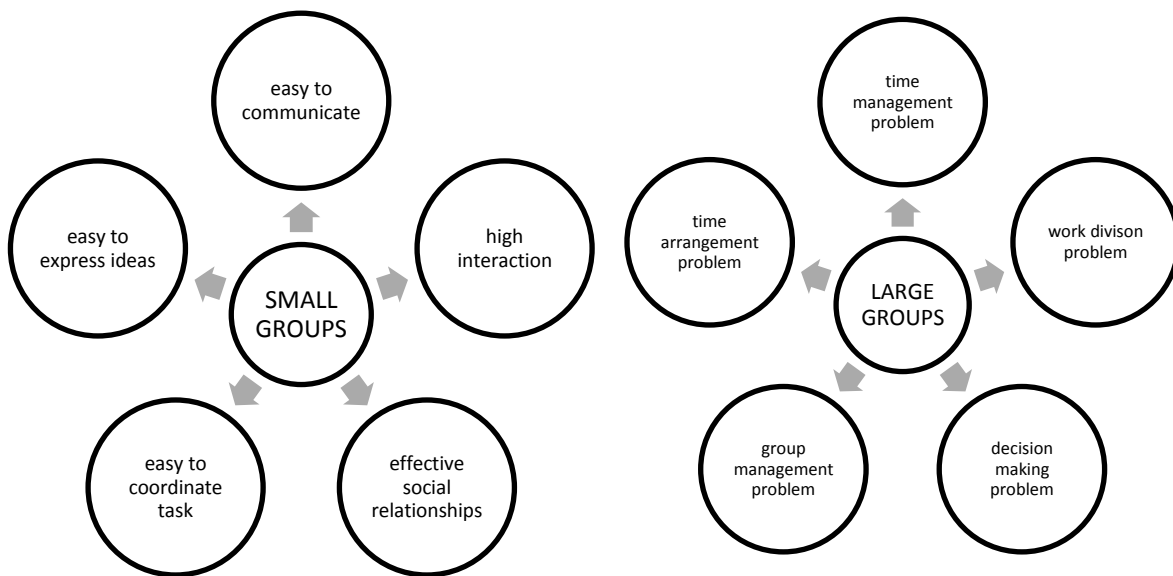 easy to
communicate
easy to
express ideas
high
interaction
SMALL
GROUPS
easy to
coordinate
task
effective
social
relationships
time
management
problem
time
arrangement
problem
work divison
problem
LARGE
GROUPS
group
management
problem
decision
making
problem